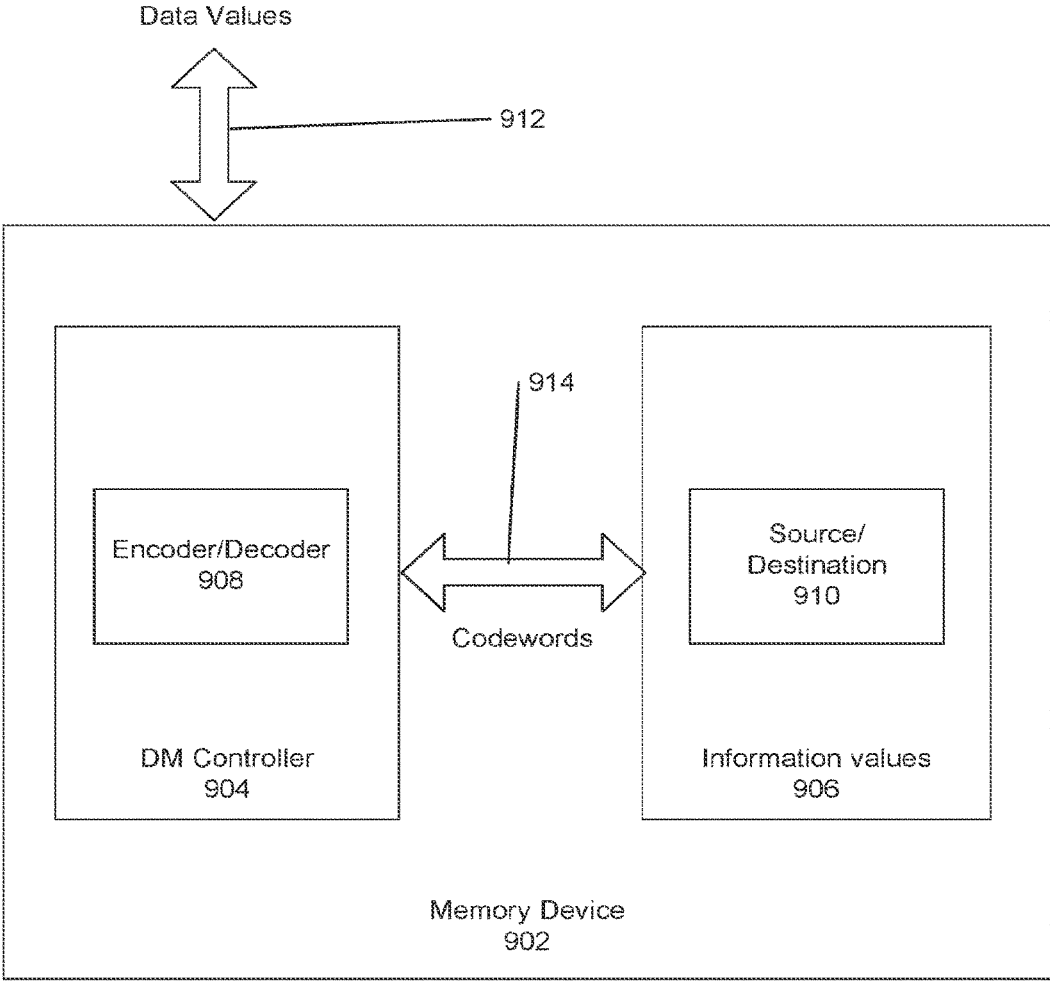 Data Values
912
914
Encoder/Decoder
908
Source/
Destination
910
Codewords
DM Controller
904
Information values
906
Memory Device
902